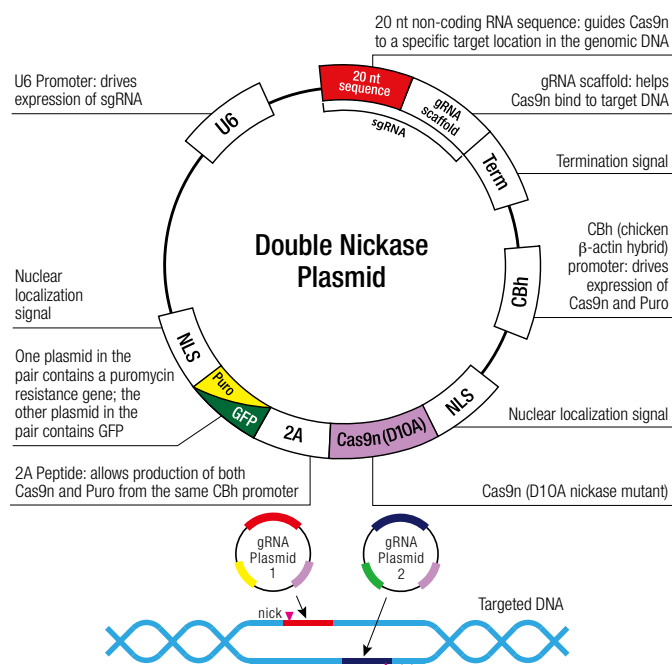 20 nt non-coding RNA sequence: guides Cas9n
to a specific target location in the genomic DNA
U6 Promoter: drives
expression of sgRNA
gRNA scaffold: helps
Cas9n bind to target DNA
20 nt
sequence
gRNA
scaffold
sgRNA
U6
Term
Termination signal
Double Nickase
Plasmid
CBh (chicken
β-actin hybrid)
promoter: drives
expression of
Cas9n and Puro
CBh
Nuclear
localization
signal
NLS
One plasmid in the
pair contains a puromycin
resistance gene; the
other plasmid in the
pair contains GFP
Puro
GFP
2A
Cas9n (D10A)
NLS
Nuclear localization signal
2A Peptide: allows production of both
Cas9n and Puro from the same CBh promoter
Cas9n (D10A nickase mutant)
gRNA
Plasmid
1
gRNA
Plasmid
2
nick
Targeted DNA